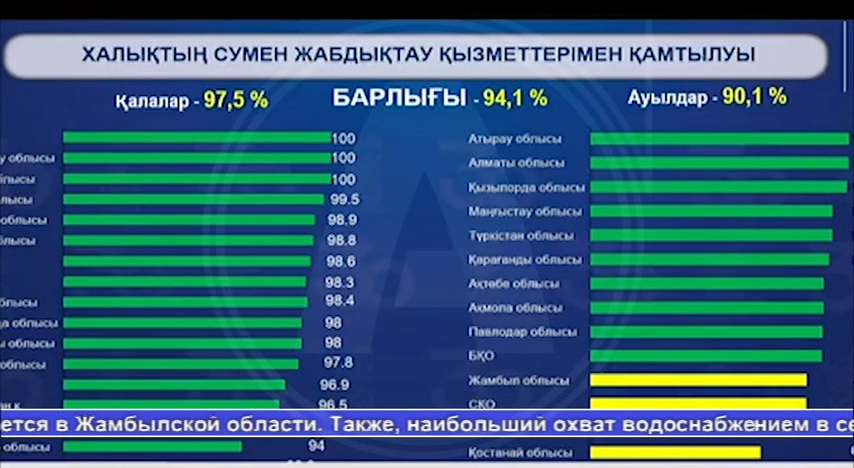 ХАЛЫҚТЫҢ СУМЕН ЖАБДЫҚТАУ ҚЫЗМЕТТЕРІМЕН ҚАМТЫЛУЫ
Қалалар - 97,5 %
БАРЛЫҒЫ - 94,1 %
Ауылдар - 90,1 %
100
у облысы 100
100
99.5
облысы 98.9
98.8
98.6
98.3
98.4
облысы 98
облысы 98
облысы 97.8
96.9
96.5
облысы 94
Атырау облысы
Алматы облысы
Қызылорда облысы
Маңғыстау облысы
Түркістан облысы
Қарағанды облысы
Ақтөбе облысы
Ақмола облысы
Павлодар облысы
БҚО
Жамбыл облысы
СҚО
Қостанай облысы
ется в Жамбылской области. Также, наибольший охват водоснабжением в се